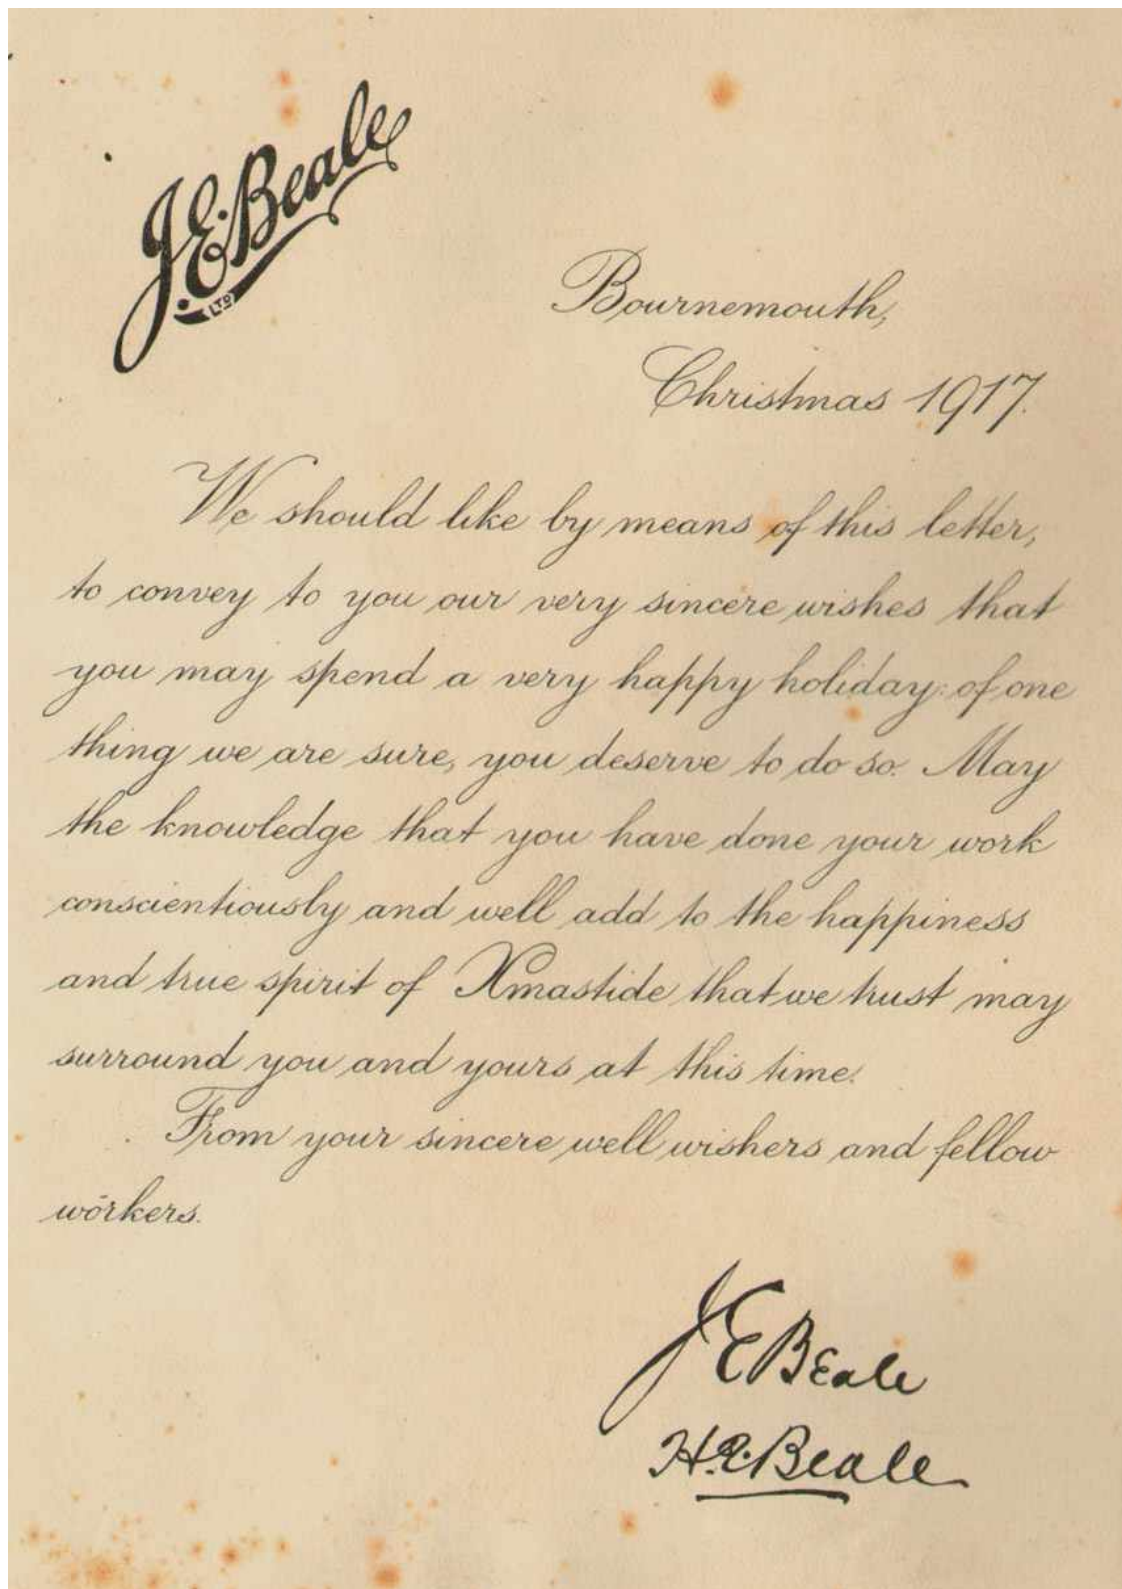 J.E. Beale
LTD
Bournemouth,
Christmas 1917.
We should like by means of this letter,
to convey to you our very sincere wishes that
you may spend a very happy holiday: of one
thing we are sure, you deserve to do so. May
the knowledge that you have done your work
conscientiously and well add to the happiness
and true spirit of Xmastide that we trust may
surround you and yours at this time.
From your sincere well wishers and fellow
workers.
J E Beale
H.E. Beale